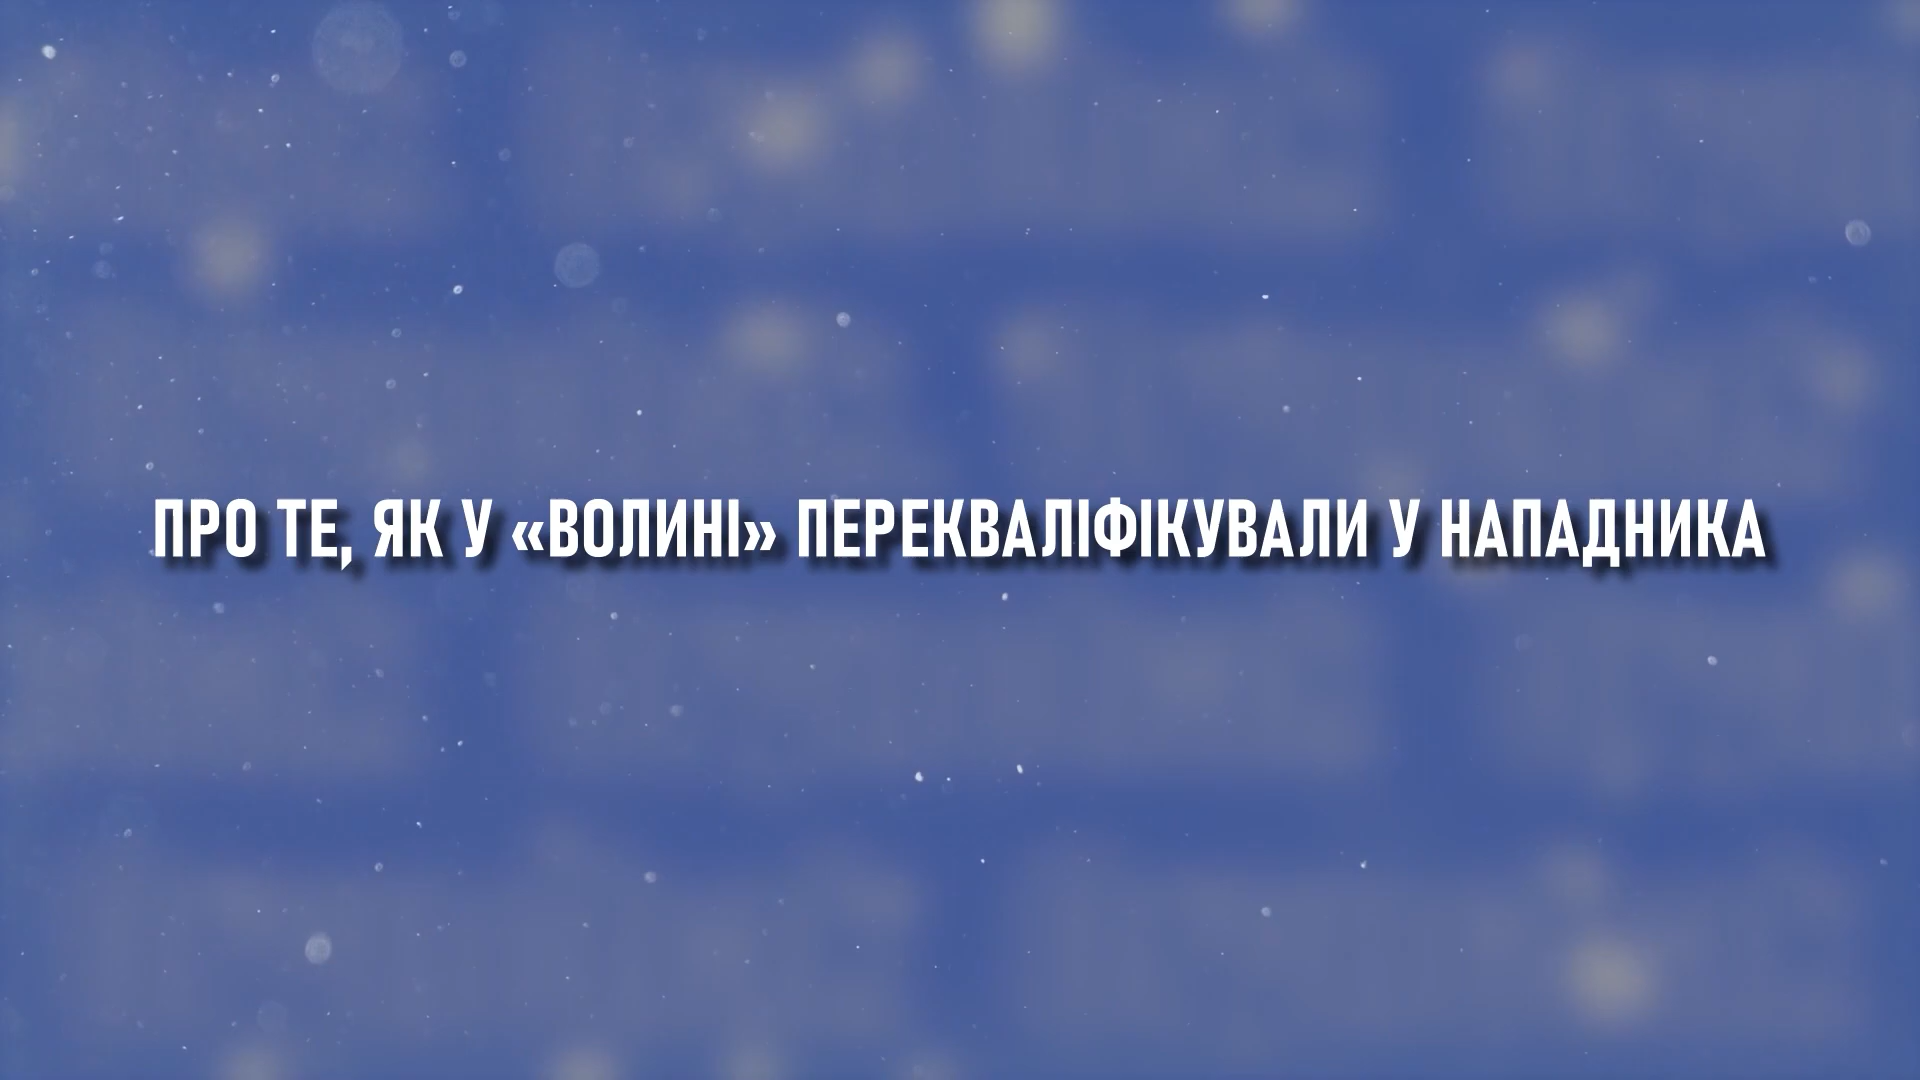 ПРО ТЕ, ЯК У «ВОЛИНІ» ПЕРЕКВАЛІФІКУВАЛИ У НАПАДНИКА